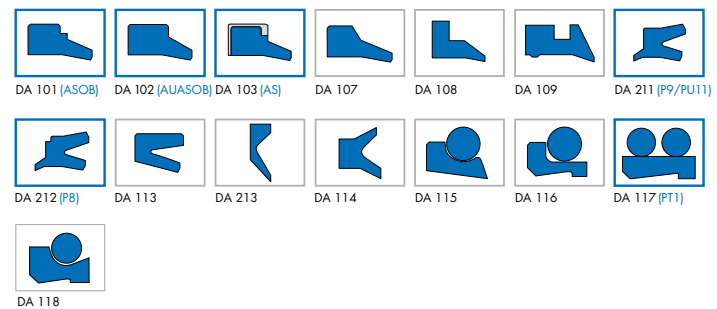 DA 101 (ASOB) DA 102 (AUASOB) DA 103 (AS) DA 107 DA 108 DA 109 DA 211 (P9/PU11)
DA 212 (P8) DA 113 DA 213 DA 114 DA 115 DA 116 DA 117 (PT1)
DA 118